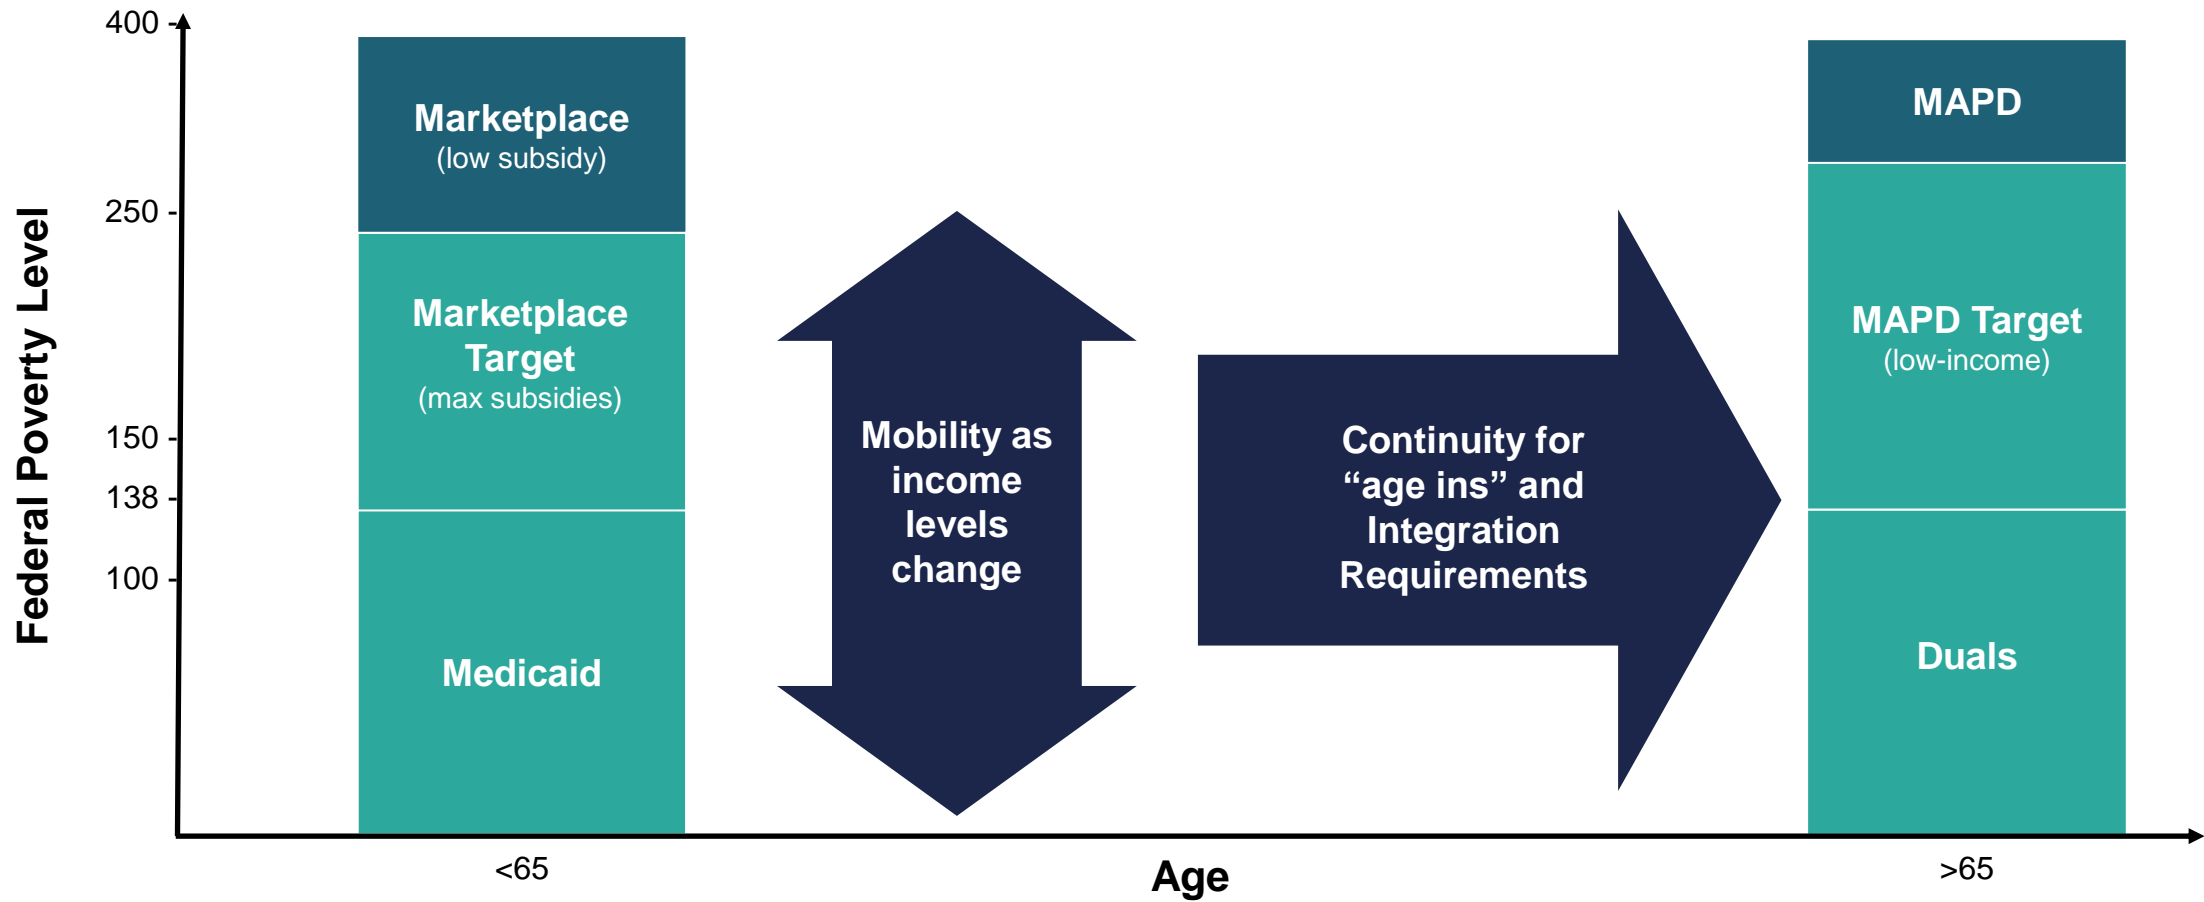 Federal Poverty Level
400 -
250 -
150 -
138 -
100 -
Marketplace
(low subsidy)
Marketplace
Target
(max subsidies)
Medicaid
Mobility as
income
levels
change
Continuity for
“age ins” and
Integration
Requirements
MAPD
MAPD Target
(low-income)
Duals
<65
Age
>65